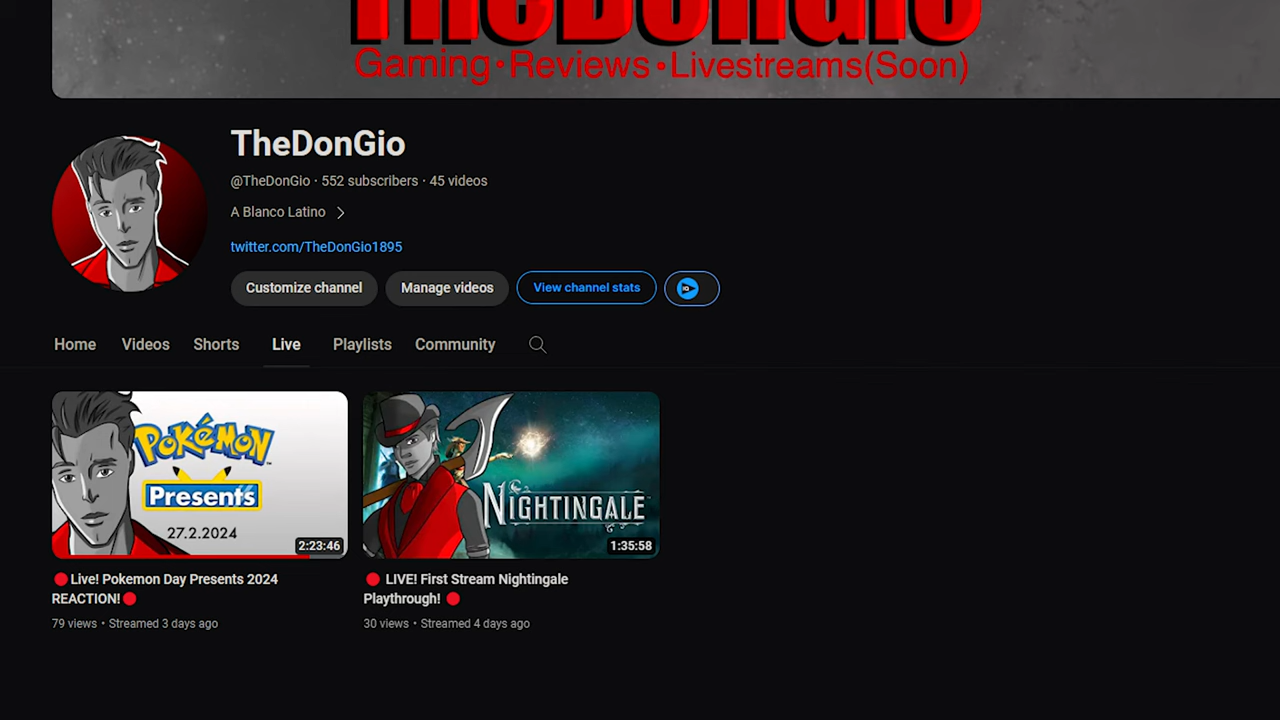 TheDonGio
Gaming•Reviews•Livestreams(Soon)
TheDonGio
@TheDonGio · 552 subscribers · 45 videos
A Blanco Latino
twitter.com/TheDonGio1895
Customize channel
Manage videos
View channel stats
IQ
Home
Videos
Shorts
Live
Playlists
Community
POKÉMON
Presents
27.2.2024
2:23:46
NIGHTINGALE
1:35:58
🔴Live! Pokemon Day Presents 2024
REACTION!🔴
79 views • Streamed 3 days ago
🔴 LIVE! First Stream Nightingale
Playthrough! 🔴
30 views • Streamed 4 days ago